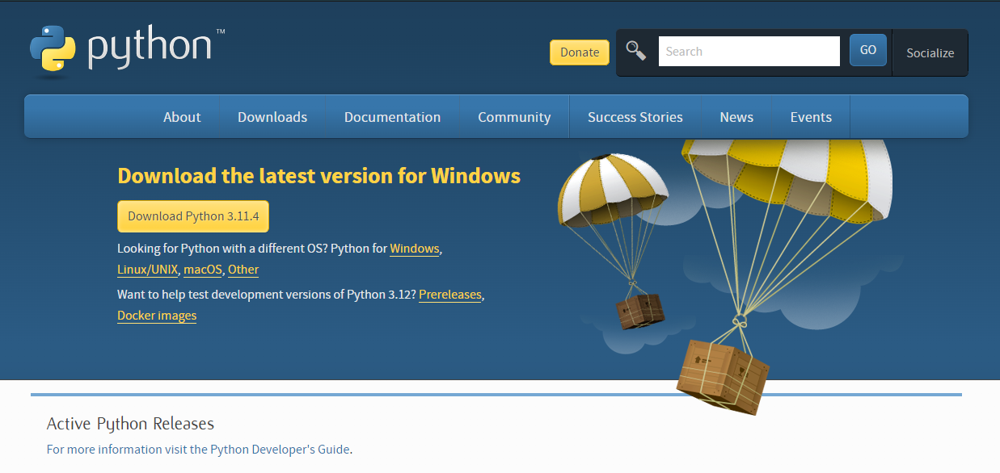 python™
Donate
Search
GO
Socialize
About
Downloads
Documentation
Community
Success Stories
News
Events
Download the latest version for Windows
Download Python 3.11.4
Looking for Python with a different OS? Python for Windows,
Linux/UNIX, macOS, Other
Want to help test development versions of Python 3.12? Prereleases,
Docker images
Active Python Releases
For more information visit the Python Developer's Guide.